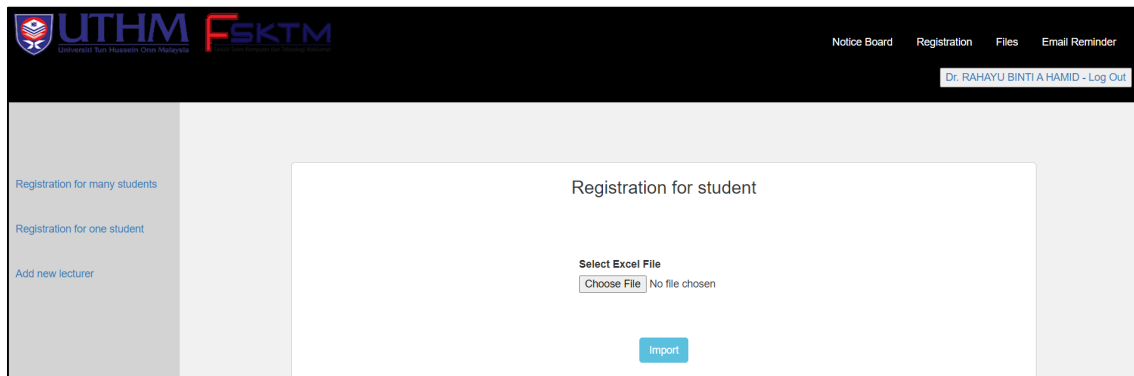 UTHM
Universiti Tun Hussein Onn Malaysia
FSKTM
Notice Board Registration Files Email Reminder
Dr. RAHAYU BINTI A HAMID - Log Out
Registration for many students
Registration for one student
Add new lecturer
Registration for student
Select Excel File
Choose File No file chosen
Import